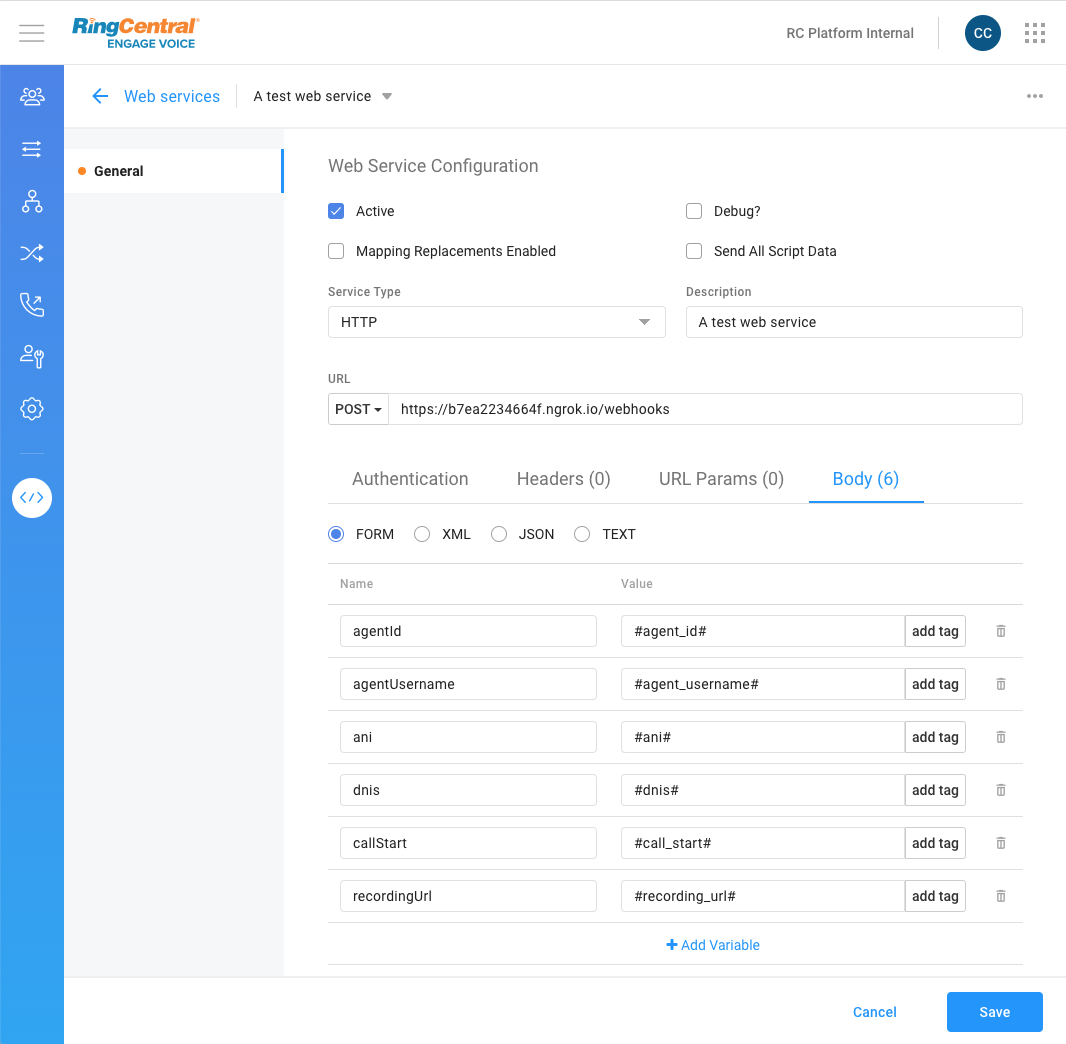 RingCentral
ENGAGE VOICE
RC Platform Internal
CC
Web services
A test web service
General
Web Service Configuration
Active
Debug?
Mapping Replacements Enabled
Send All Script Data
Service Type
Description
HTTP
A test web service
URL
POST
https://b7ea2234664f.ngrok.io/webhooks
Authentication
Headers (0)
URL Params (0)
Body (6)
FORM
XML
JSON
TEXT
Name
Value
agentId
#agent_id#
add tag
agentUsername
#agent_username#
add tag
ani
#ani#
add tag
dnis
#dnis#
add tag
callStart
#call_start#
add tag
recordingUrl
#recording_url#
add tag
+ Add Variable
Cancel
Save